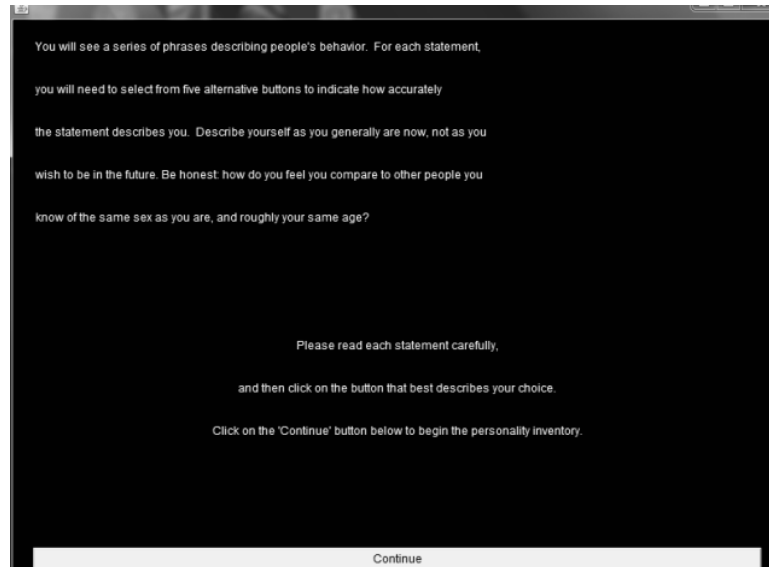 You will see a series of phrases describing people's behavior.  For each statement,
you will need to select from five alternative buttons to indicate how accurately
the statement describes you.  Describe yourself as you generally are now, not as you
wish to be in the future. Be honest: how do you feel you compare to other people you
know of the same sex as you are, and roughly your same age?
Please read each statement carefully,
and then click on the button that best describes your choice.
Click on the 'Continue' button below to begin the personality inventory.
Continue